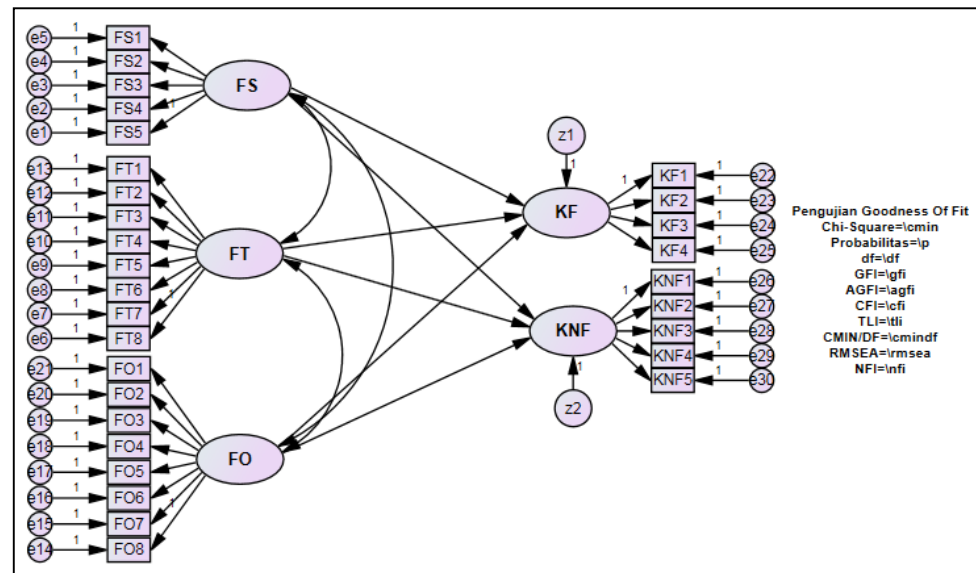 e5 1 FS1
e4 1 FS2
e3 1 FS3
e2 1 FS4
e1 1 FS5
1
FS
e13 1 FT1
e12 1 FT2
e11 1 FT3
e10 1 FT4
e9 1 FT5
e8 1 FT6
e7 1 FT7
e6 1 FT8
1
FT
e21 1 FO1
e20 1 FO2
e19 1 FO3
e18 1 FO4
e17 1 FO5
e16 1 FO6
e15 1 FO7
e14 1 FO8
1
FO
z1
1
KF
1
KF1 1 e22
KF2 1 e23
KF3 1 e24
KF4 1 e25
KNF
1
KNF1 1 e26
KNF2 1 e27
KNF3 1 e28
KNF4 1 e29
KNF5 1 e30
1
z2
Pengujian Goodness Of Fit
Chi-Square=\cmin
Probabilitas=\p
df=\df
GFI=\gfi
AGFI=\agfi
CFI=\cfi
TLI=\tli
CMIN/DF=\cmindf
RMSEA=\rmsea
NFI=\nfi